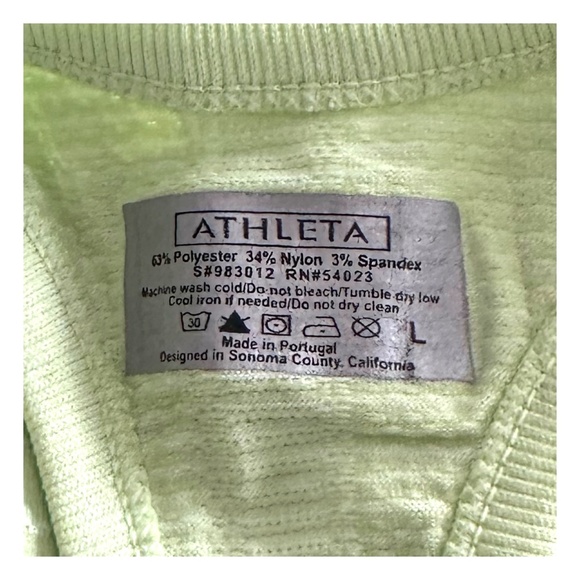 ATHLETA
63% Polyester 34% Nylon 3% Spandex
S#983012 RN#54023
Machine wash cold/Do not bleach/Tumble dry low
Cool iron if needed/Do not dry clean
30
L
Made in Portugal
Designed in Sonoma County, California